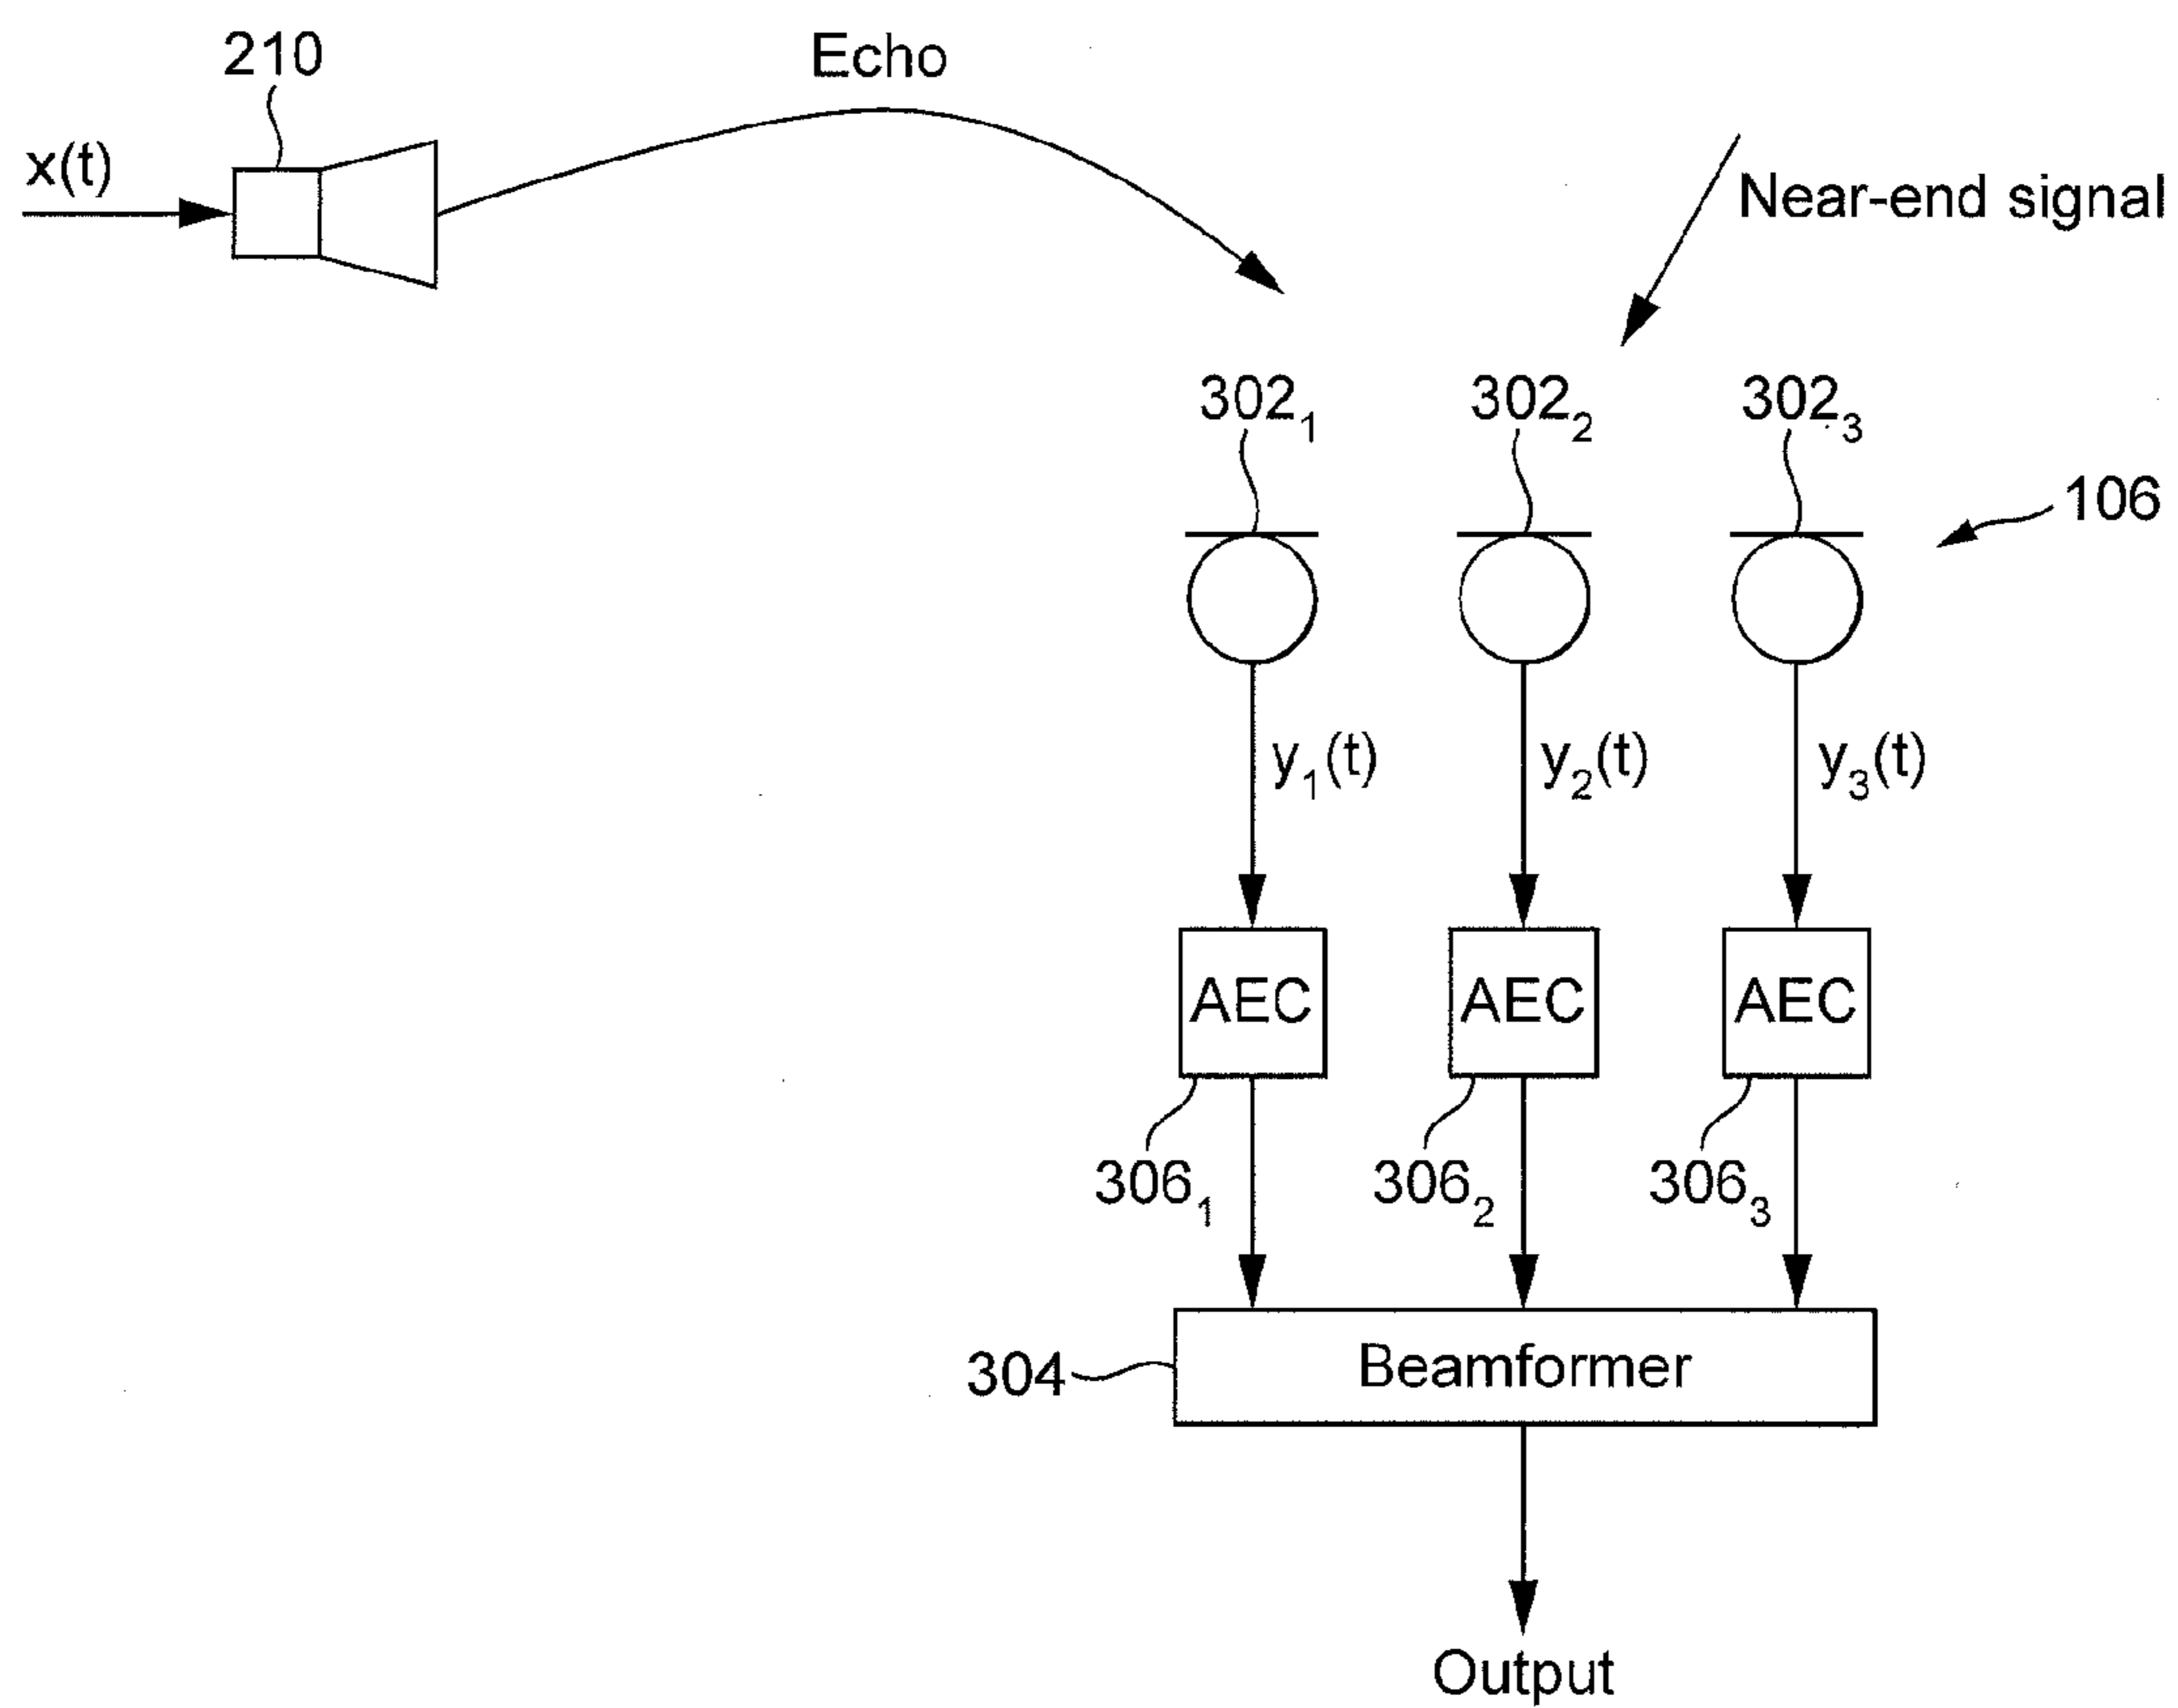 210
Echo
x(t)
Near-end signal
302₁
302₂
302₃
106
y₁(t)
y₂(t)
y₃(t)
AEC
AEC
AEC
306₁
306₂
306₃
304
Beamformer
Output